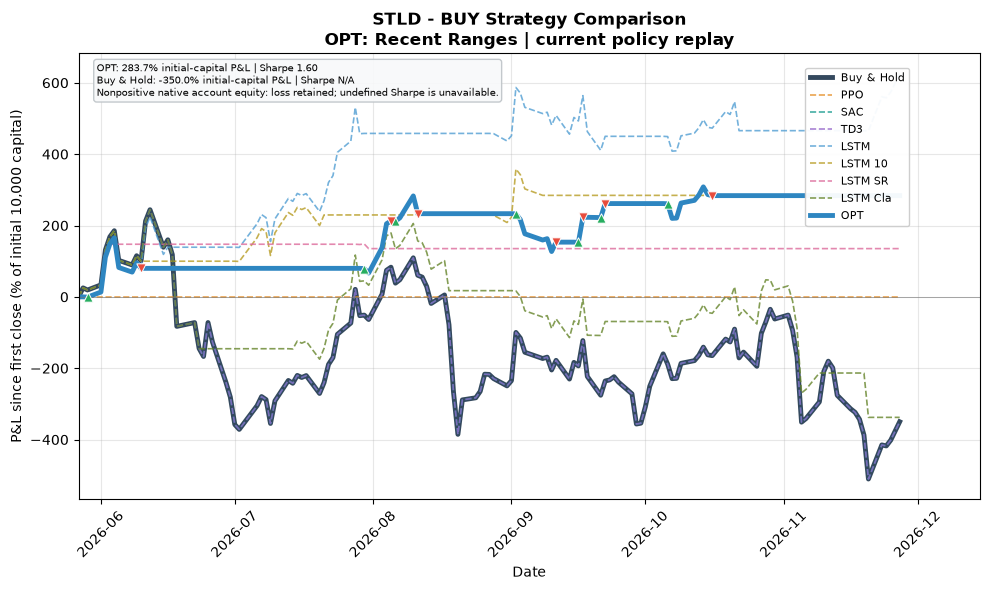 STLD - BUY Strategy Comparison
OPT: Recent Ranges | current policy replay
OPT: 283.7% initial-capital P&L | Sharpe 1.60
Buy & Hold: -350.0% initial-capital P&L | Sharpe N/A
Nonpositive native account equity: loss retained; undefined Sharpe is unavailable.
Buy & Hold
PPO
SAC
TD3
LSTM
LSTM 10
LSTM SR
LSTM Cla
OPT
P&L since first close (% of initial 10,000 capital)
600
400
200
0
−200
−400
2026-06
2026-07
2026-08
2026-09
2026-10
2026-11
2026-12
Date